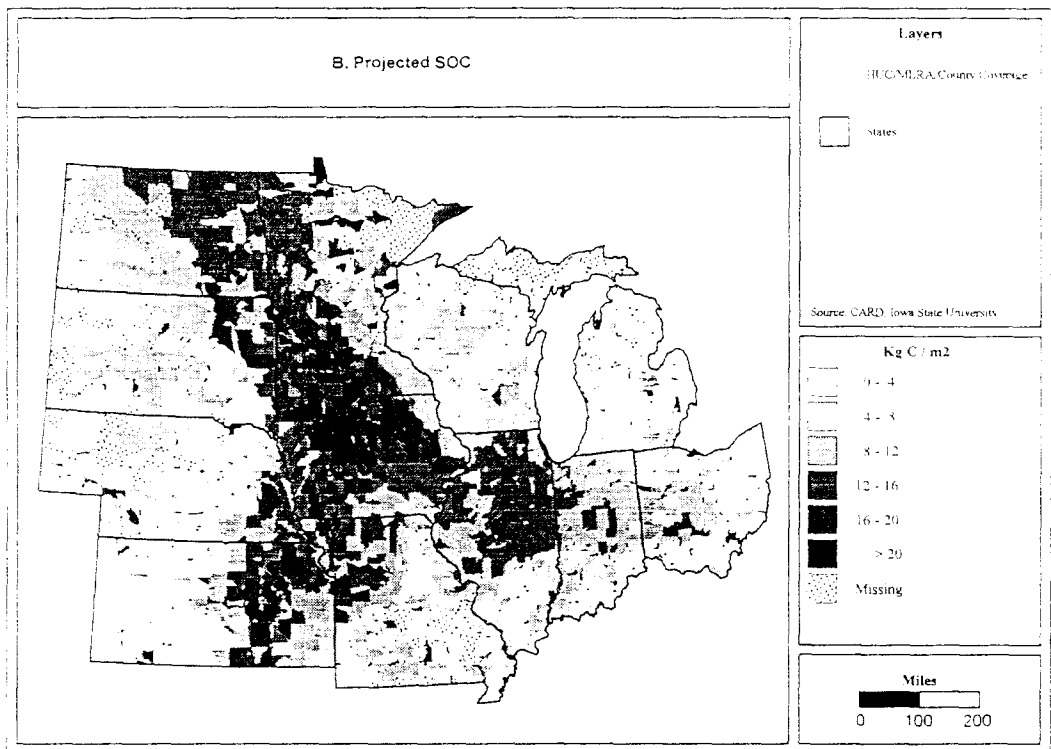 B. Projected SOC
Layers
HUC/MLRA/County Coverage
States
Source: CARD, Iowa State University
Kg C / m2
0 - 4
4 - 8
8 - 12
12 - 16
16 - 20
> 20
Missing
Miles
0 100 200